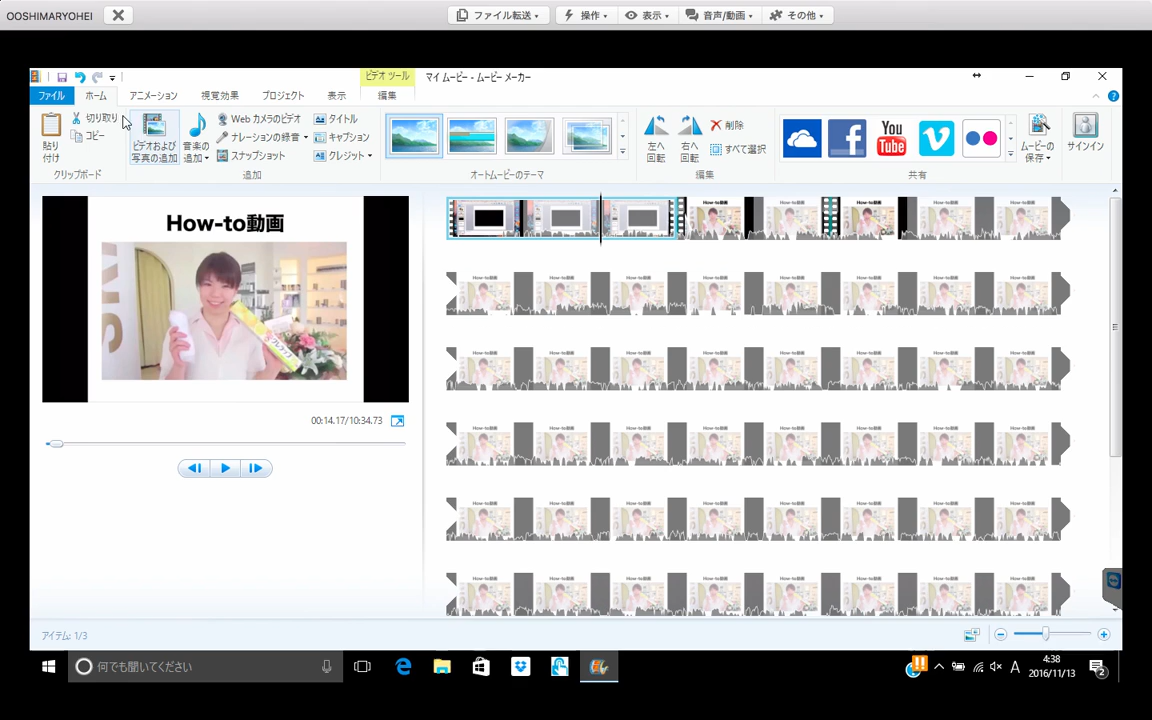 OOSHIMARYOHEI
ファイル転送
操作
表示
音声/動画
その他
ビデオ ツール
マイ ムービー - ムービー メーカー
ファイル
ホーム
アニメーション
視覚効果
プロジェクト
表示
編集
貼り付け
切り取り
コピー
クリップボード
ビデオおよび写真の追加
音楽の追加
Web カメラのビデオ
ナレーションの録音
スナップショット
タイトル
キャプション
クレジット
追加
オートムービーのテーマ
左へ回転
右へ回転
削除
すべて選択
編集
You
Tube
共有
ムービーの保存
サインイン
How-to動画
00:14.17/10:34.73
アイテム: 1/3
何でも聞いてください
A
4:38
2016/11/13
2